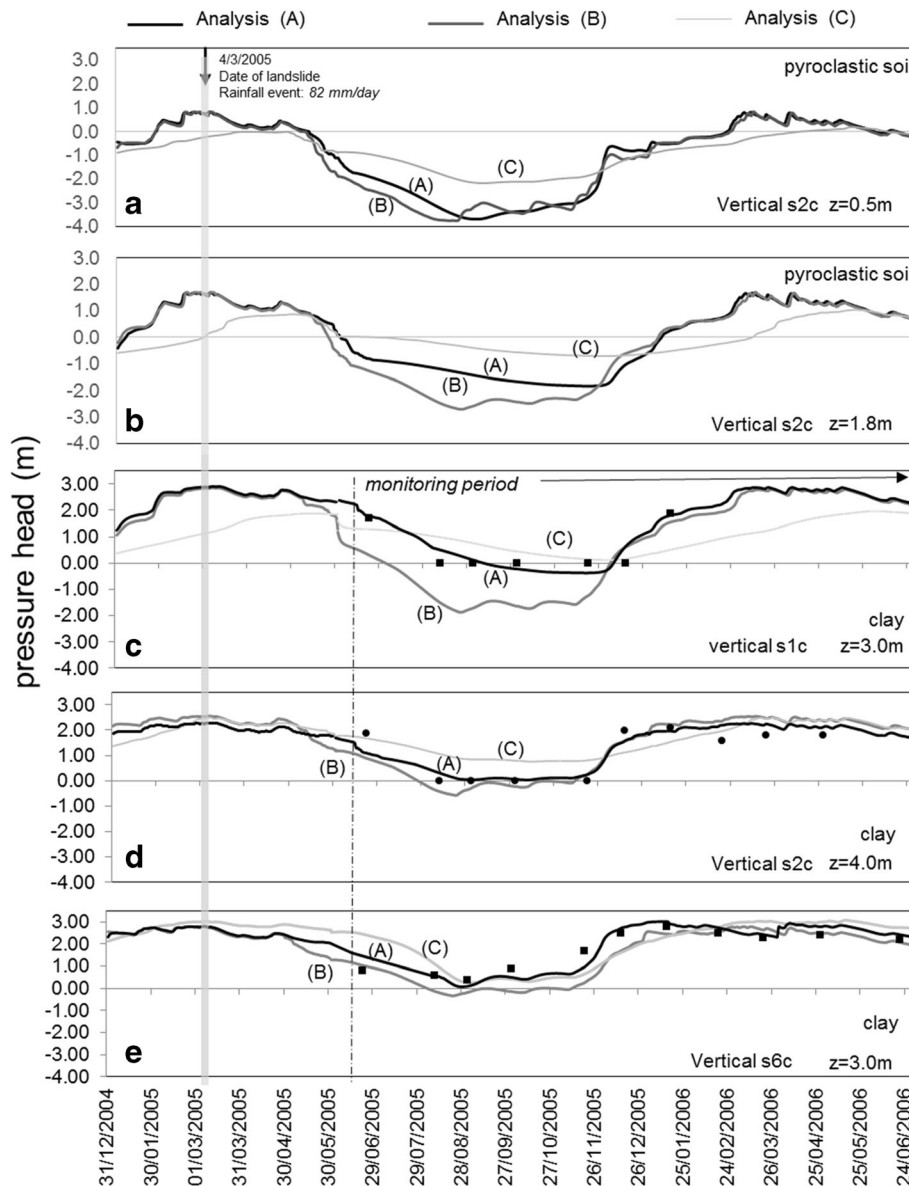 Analysis (A) Analysis (B) Analysis (C)
pressure head (m)
3.0
2.0
1.0
0.0
-1.0
-2.0
-3.0
-4.0
4/3/2005
Date of landslide
Rainfall event: 82 mm/day
pyroclastic soil
(A)
(B)
(C)
a
Vertical s2c z=0.5m
3.0
2.0
1.0
0.0
-1.0
-2.0
-3.0
-4.0
pyroclastic soil
(A)
(B)
(C)
b
Vertical s2c z=1.8m
3.00
2.00
1.00
0.00
-1.00
-2.00
-3.00
-4.00
monitoring period
(C)
(A)
(B)
c
clay
vertical s1c z=3.0m
3.00
2.00
1.00
0.00
-1.00
-2.00
-3.00
-4.00
(C)
(A)
(B)
d
clay
Vertical s2c z=4.0m
3.00
2.00
1.00
0.00
-1.00
-2.00
-3.00
-4.00
(A)
(C)
(B)
e
clay
Vertical s6c z=3.0m
31/12/2004
30/01/2005
01/03/2005
31/03/2005
30/04/2005
30/05/2005
29/06/2005
29/07/2005
28/08/2005
27/09/2005
27/10/2005
26/11/2005
26/12/2005
25/01/2006
24/02/2006
26/03/2006
25/04/2006
25/05/2006
24/06/2006